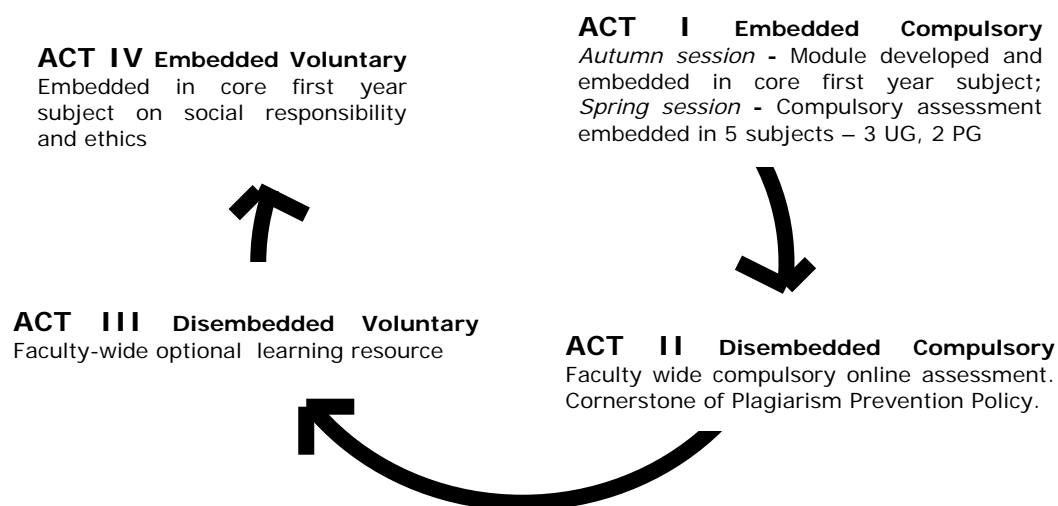 ACT I Embedded Compulsory
Autumn session - Module developed and
embedded in core first year subject;
Spring session - Compulsory assessment
embedded in 5 subjects – 3 UG, 2 PG
ACT II Disembedded Compulsory
Faculty wide compulsory online assessment.
Cornerstone of Plagiarism Prevention Policy.
ACT III Disembedded Voluntary
Faculty-wide optional learning resource
ACT IV Embedded Voluntary
Embedded in core first year
subject on social responsibility
and ethics